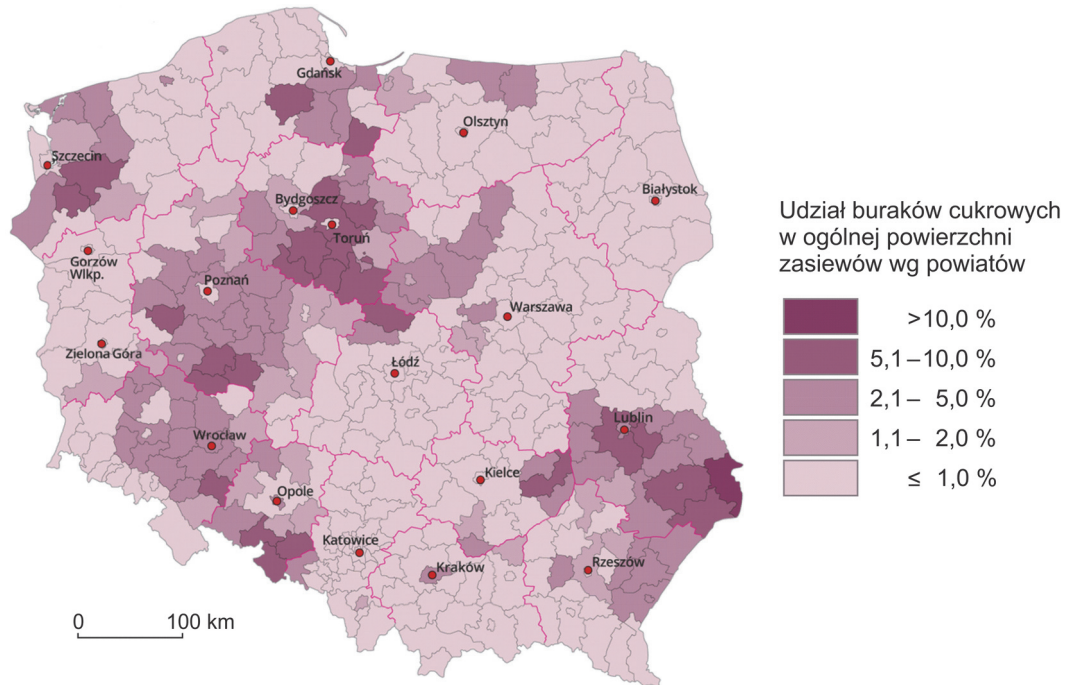 Gdańsk
Olsztyn
Szczecin
Białystok
Bydgoszcz
Toruń
Gorzów
Wlkp.
Poznań
Warszawa
Zielona Góra
Łódź
Lublin
Wrocław
Kielce
Opole
Katowice
Kraków
Rzeszów
0 100 km
Udział buraków cukrowych
w ogólnej powierzchni
zasiewów wg powiatów
>10,0 %
5,1 – 10,0 %
2,1 – 5,0 %
1,1 – 2,0 %
≤ 1,0 %